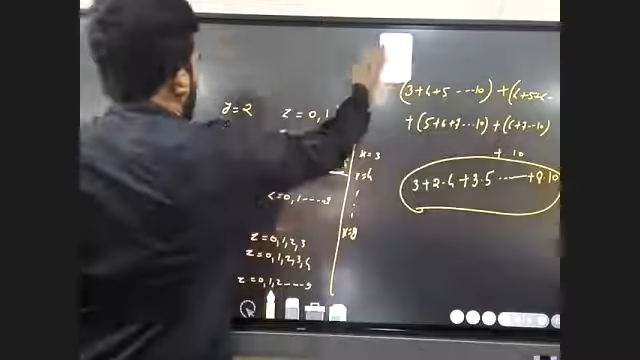 y=2
z = 0, 1
(3+4+5 ----10) + (4+5+
+ (5+6+7 ---10) + (6+7--10)
+ -- 10
x=3
x=4
x=8
3+2.4 +3.5 ------ +8.10
z=0,1----9
z=0,1,2,3
z=0,1,2,3,4
z=0,1,2----9